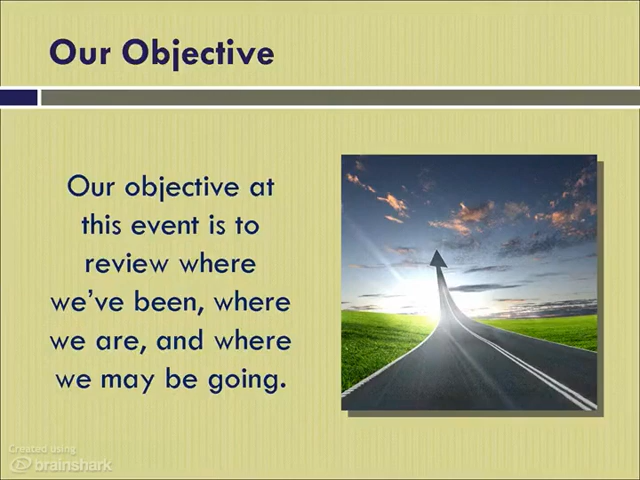 Our Objective
Our objective at
this event is to
review where
we've been, where
we are, and where
we may be going.
Created using
brainshark